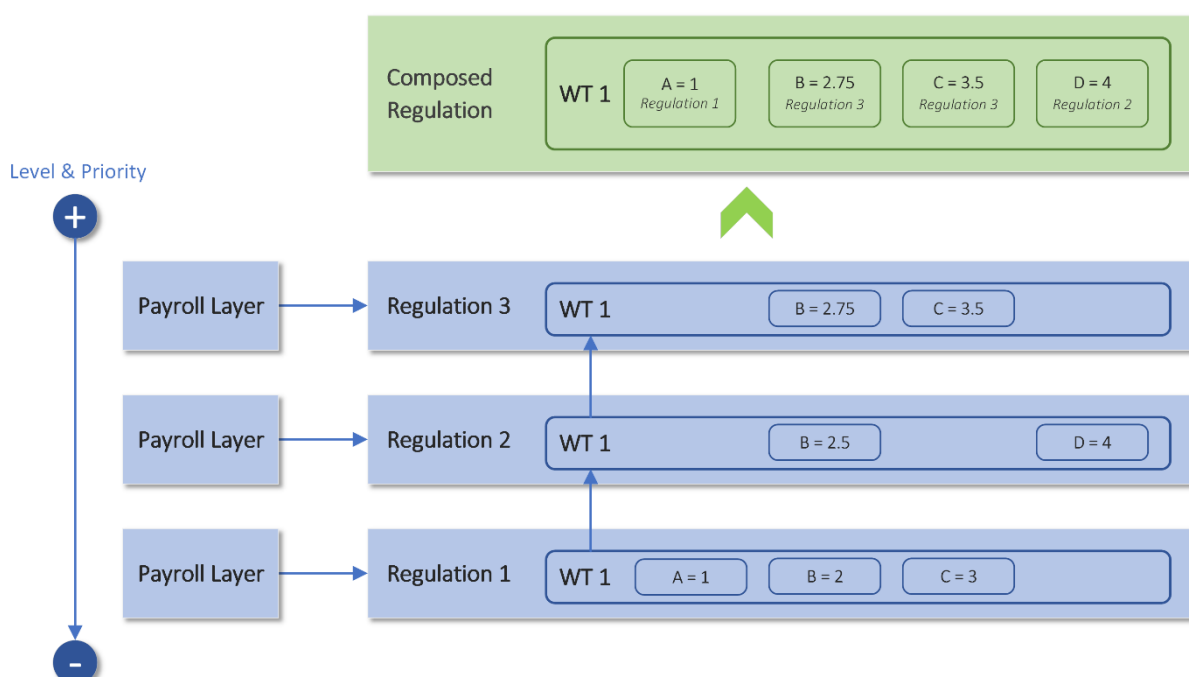 Composed
Regulation
WT 1
A = 1
Regulation 1
B = 2.75
Regulation 3
C = 3.5
Regulation 3
D = 4
Regulation 2
Level & Priority
+
Payroll Layer
Regulation 3
WT 1
B = 2.75
C = 3.5
Payroll Layer
Regulation 2
WT 1
B = 2.5
D = 4
Payroll Layer
Regulation 1
WT 1
A = 1
B = 2
C = 3
-